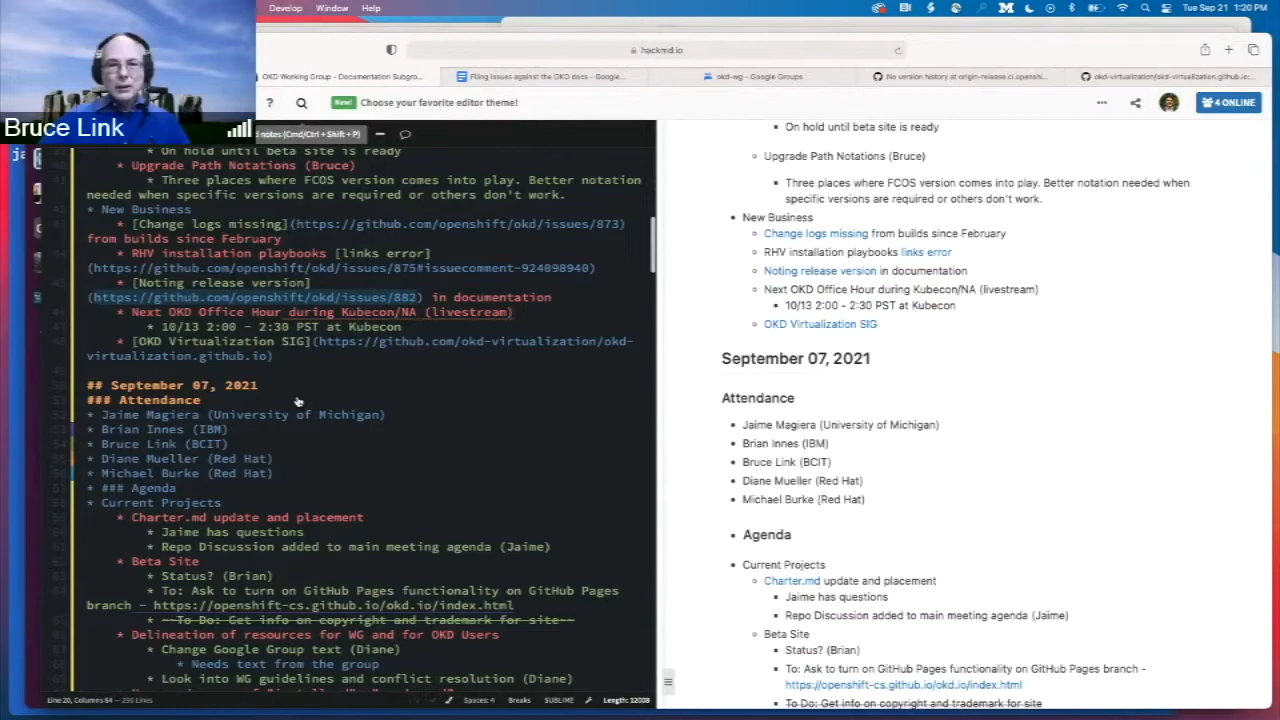 Develop Window Help
Tue Sep 21 1:20 PM
hackmd.io
OKD Working Group - Documentation Subgro...
Filing Issues against the OKD docs - Google...
okd-wg - Google Groups
No version history at origin-release.ci.openshi...
okd-virtualization/okd-virtualization.github.io:...
New! Choose your favorite editor theme!
4 ONLINE
Bruce Link
d notes (Cmd/Ctrl + Shift + P)
* On hold until beta site is ready
* Upgrade Path Notations (Bruce)
* Three places where FCOS version comes into play. Better notation
needed when specific versions are required or others don't work.
* New Business
* [Change logs missing](https://github.com/openshift/okd/issues/873)
from builds since February
* RHV installation playbooks [links error]
(https://github.com/openshift/okd/issues/875#issuecomment-924098940)
* [Noting release version]
(https://github.com/openshift/okd/issues/882) in documentation
* Next OKD Office Hour during Kubecon/NA (livestream)
* 10/13 2:00 - 2:30 PST at Kubecon
* [OKD Virtualization SIG](https://github.com/okd-virtualization/okd-
virtualization.github.io)
## September 07, 2021
### Attendance
* Jaime Magiera (University of Michigan)
* Brian Innes (IBM)
* Bruce Link (BCIT)
* Diane Mueller (Red Hat)
* Michael Burke (Red Hat)
* ### Agenda
* Current Projects
* Charter.md update and placement
* Jaime has questions
* Repo Discussion added to main meeting agenda (Jaime)
* Beta Site
* Status? (Brian)
* To: Ask to turn on GitHub Pages functionality on GitHub Pages
branch - https://openshift-cs.github.io/okd.io/index.html
* ~~To Do: Get info on copyright and trademark for site~~
* Delineation of resources for WG and for OKD Users
* Change Google Group text (Diane)
* Needs text from the group
* Look into WG guidelines and conflict resolution (Diane)
Spaces: 4 Breaks SUBLIME
On hold until beta site is ready
Upgrade Path Notations (Bruce)
Three places where FCOS version comes into play. Better notation needed when
specific versions are required or others don't work.
New Business
Change logs missing from builds since February
RHV installation playbooks links error
Noting release version in documentation
Next OKD Office Hour during Kubecon/NA (livestream)
10/13 2:00 - 2:30 PST at Kubecon
OKD Virtualization SIG
September 07, 2021
Attendance
Jaime Magiera (University of Michigan)
Brian Innes (IBM)
Bruce Link (BCIT)
Diane Mueller (Red Hat)
Michael Burke (Red Hat)
Agenda
Current Projects
Charter.md update and placement
Jaime has questions
Repo Discussion added to main meeting agenda (Jaime)
Beta Site
Status? (Brian)
To: Ask to turn on GitHub Pages functionality on GitHub Pages branch -
https://openshift-cs.github.io/okd.io/index.html
To Do: Get info on copyright and trademark for site